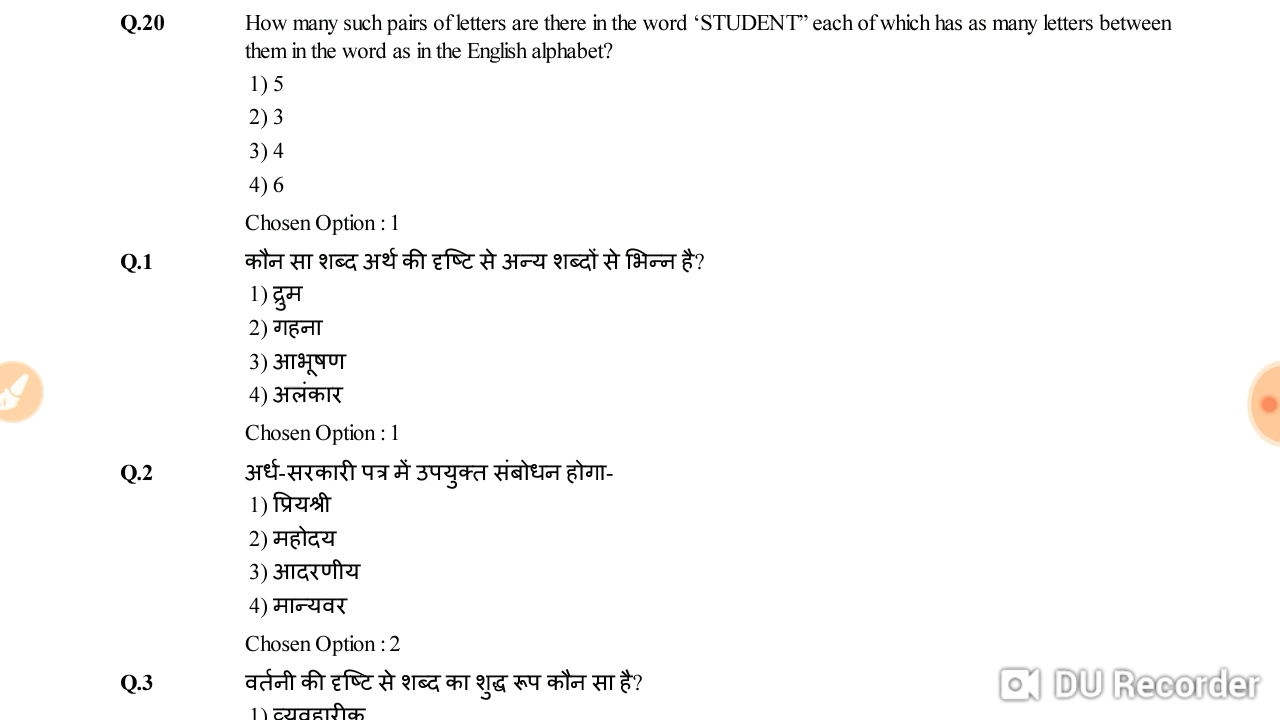 Q.20 How many such pairs of letters are there in the word ‘STUDENT” each of which has as many letters between
them in the word as in the English alphabet?
1) 5
2) 3
3) 4
4) 6
Chosen Option : 1
Q.1 कौन सा शब्द अर्थ की दृष्टि से अन्य शब्दों से भिन्न है?
1) द्रुम
2) गहना
3) आभूषण
4) अलंकार
Chosen Option : 1
Q.2 अर्ध-सरकारी पत्र में उपयुक्त संबोधन होगा-
1) प्रियश्री
2) महोदय
3) आदरणीय
4) मान्यवर
Chosen Option : 2
Q.3 वर्तनी की दृष्टि से शब्द का शुद्ध रूप कौन सा है?
1) व्यवहारीक
DU Recorder